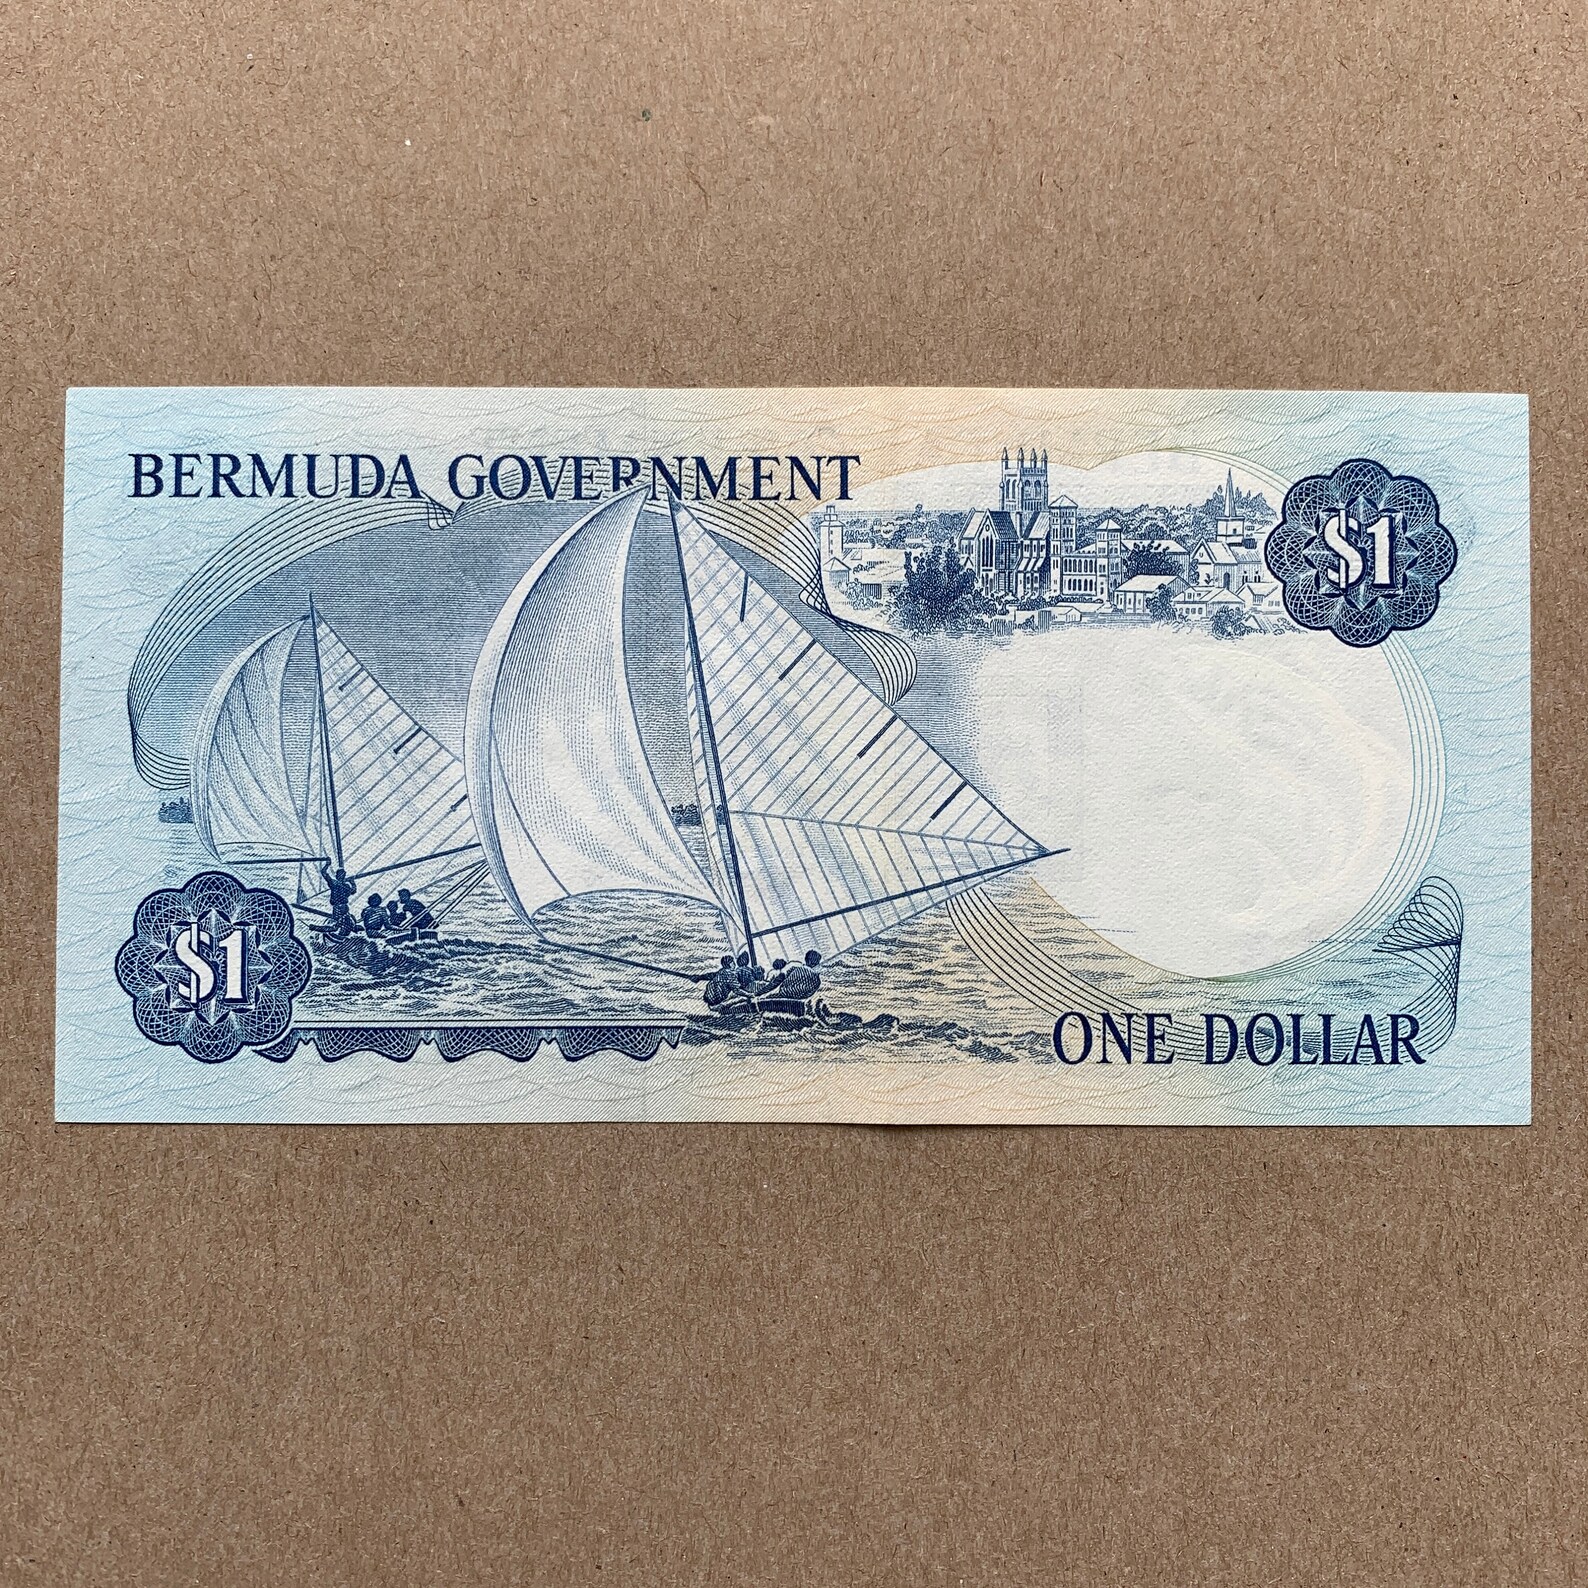 BERMUDA GOVERNMENT
$1
$1
ONE DOLLAR